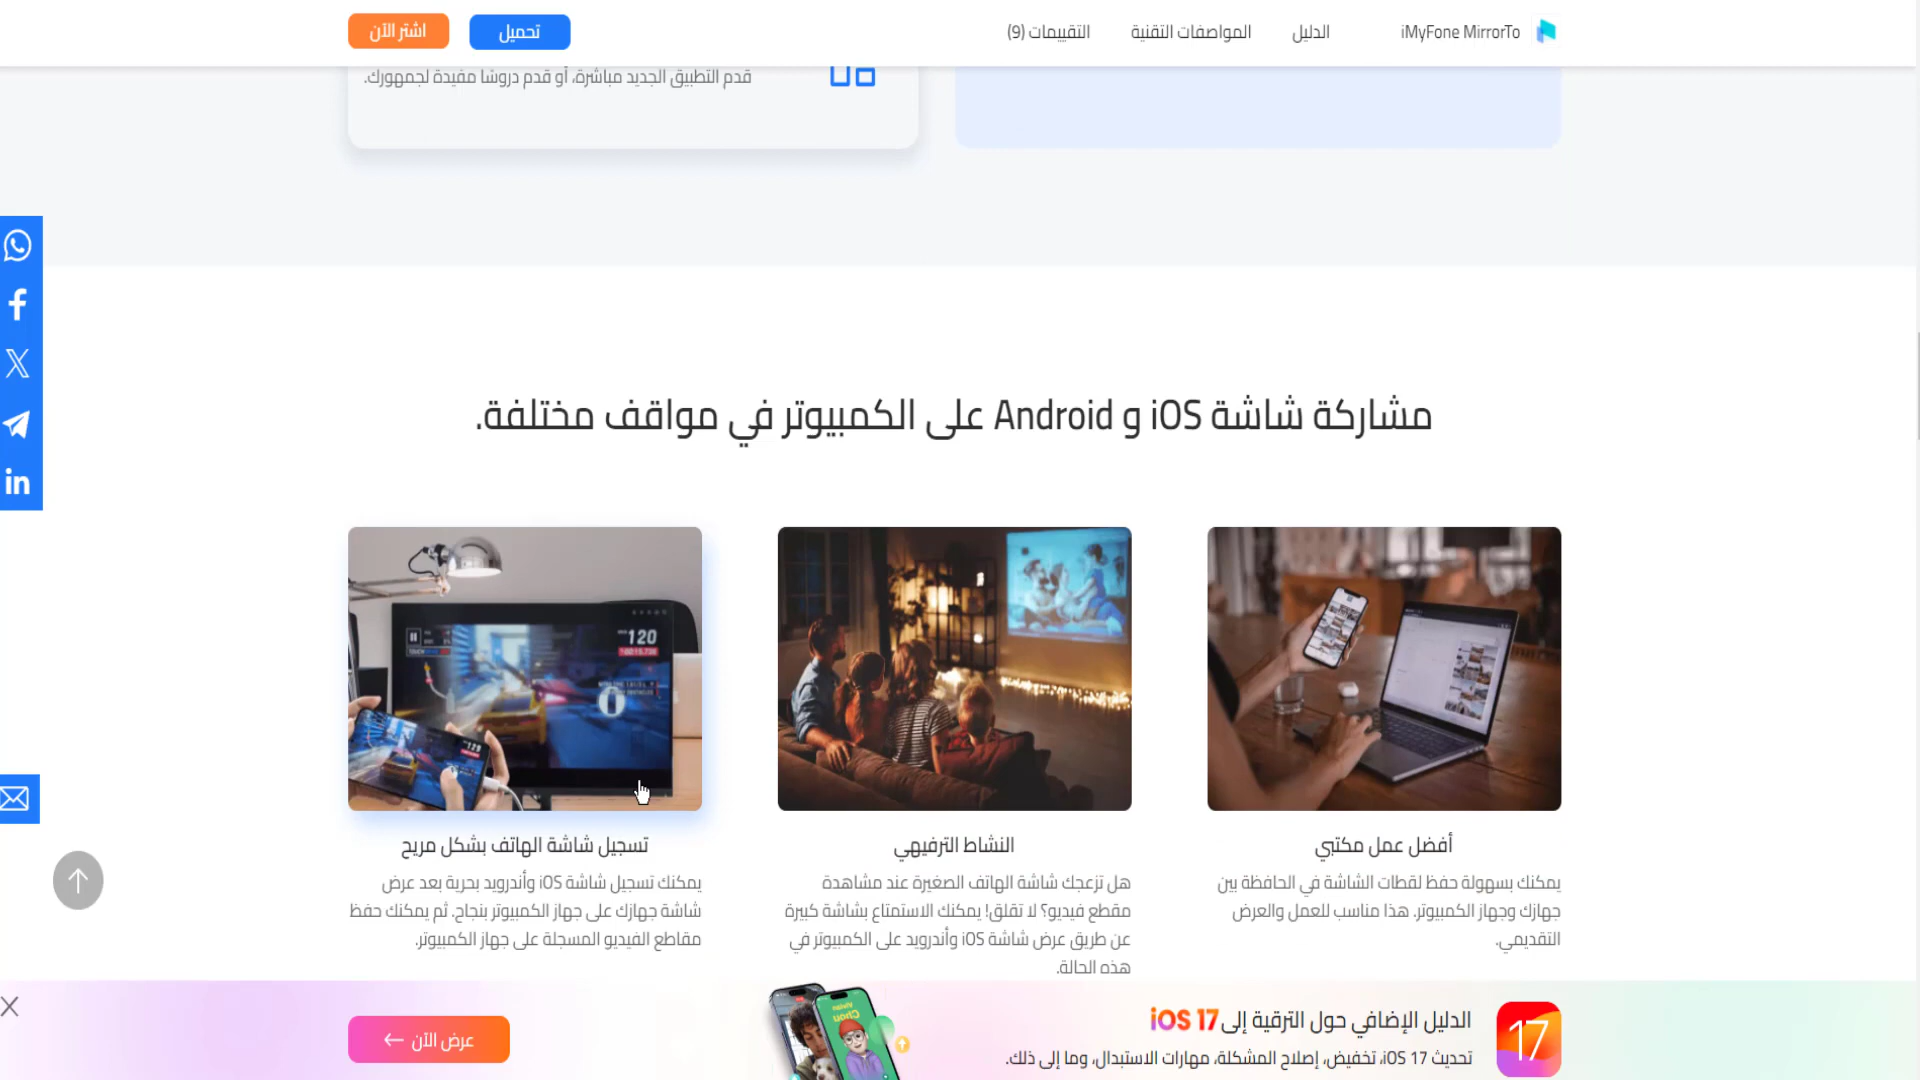 iMyFone MirrorTo
الدليل
المواصفات التقنية
التقييمات (9)
تحميل
اشتر الآن
قدم التطبيق الجديد مباشرة، أو قدم دروسًا مفيدة لجمهورك.
مشاركة شاشة iOS و Android على الكمبيوتر في مواقف مختلفة.
أفضل عمل مكتبي
يمكنك بسهولة حفظ لقطات الشاشة في الحافظة بين
جهازك وجهاز الكمبيوتر. هذا مناسب للعمل والعرض
التقديمي.
النشاط الترفيهي
هل تزعجك شاشة الهاتف الصغيرة عند مشاهدة
مقطع فيديو؟ لا تقلق! يمكنك الاستمتاع بشاشة كبيرة
عن طريق عرض شاشة iOS وأندرويد على الكمبيوتر في
هذه الحالة.
120
تسجيل شاشة الهاتف بشكل مريح
يمكنك تسجيل شاشة iOS وأندرويد بحرية بعد عرض
شاشة جهازك على جهاز الكمبيوتر بنجاح. ثم يمكنك حفظ
مقاطع الفيديو المسجلة على جهاز الكمبيوتر.
17
الدليل الإضافي حول الترقية إلى iOS 17
تحديث iOS 17، تخفيض، إصلاح المشكلة، مهارات الاستبدال، وما إلى ذلك.
عرض الآن ←